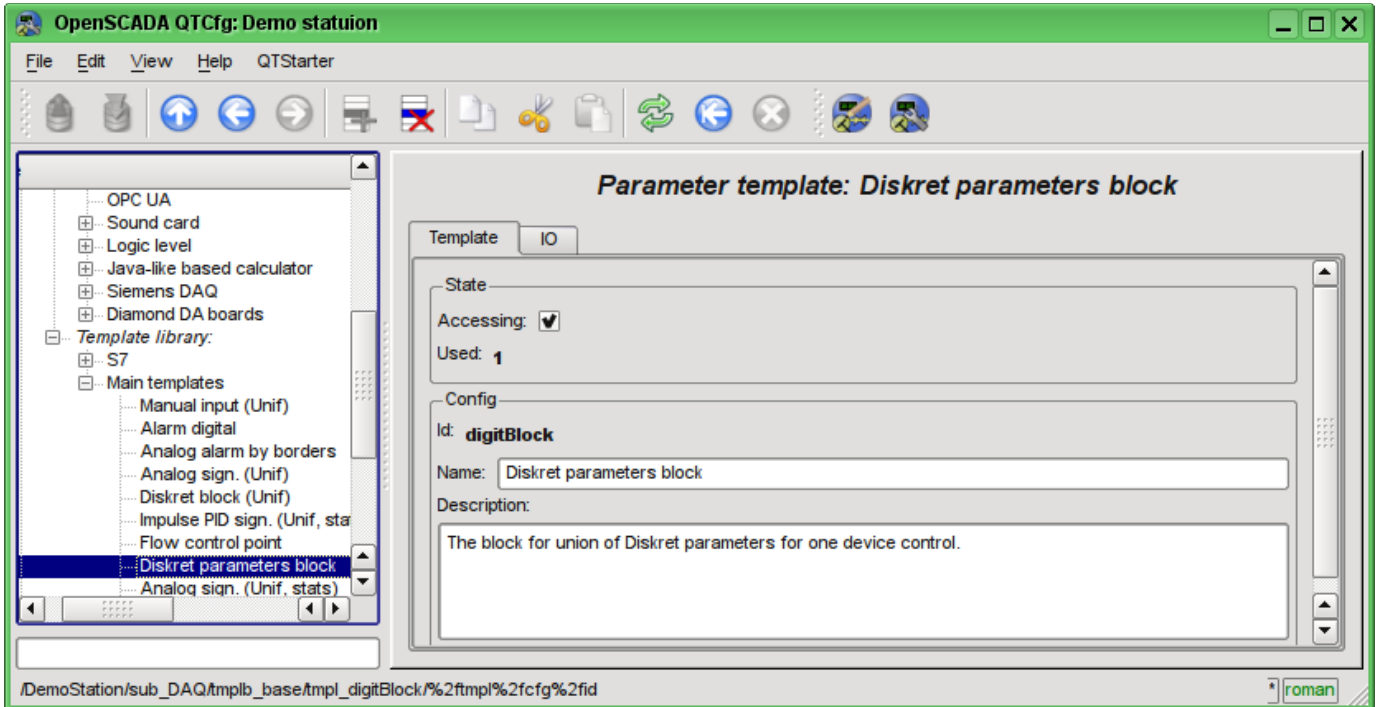 OpenSCADA QTCfg: Demo statuion
File Edit View Help QTStarter
OPC UA
Sound card
Logic level
Java-like based calculator
Siemens DAQ
Diamond DA boards
Template library:
S7
Main templates
Manual input (Unif)
Alarm digital
Analog alarm by borders
Analog sign. (Unif)
Diskret block (Unif)
Impulse PID sign. (Unif, sta
Flow control point
Diskret parameters block
Analog sign. (Unif, stats)
Parameter template: Diskret parameters block
Template IO
State
Accessing:
Used: 1
Config
Id: digitBlock
Name: Diskret parameters block
Description:
The block for union of Diskret parameters for one device control.
/DemoStation/sub_DAQ/tmplb_base/tmpl_digitBlock/%2ftmpl%2fcfg%2fid
* roman